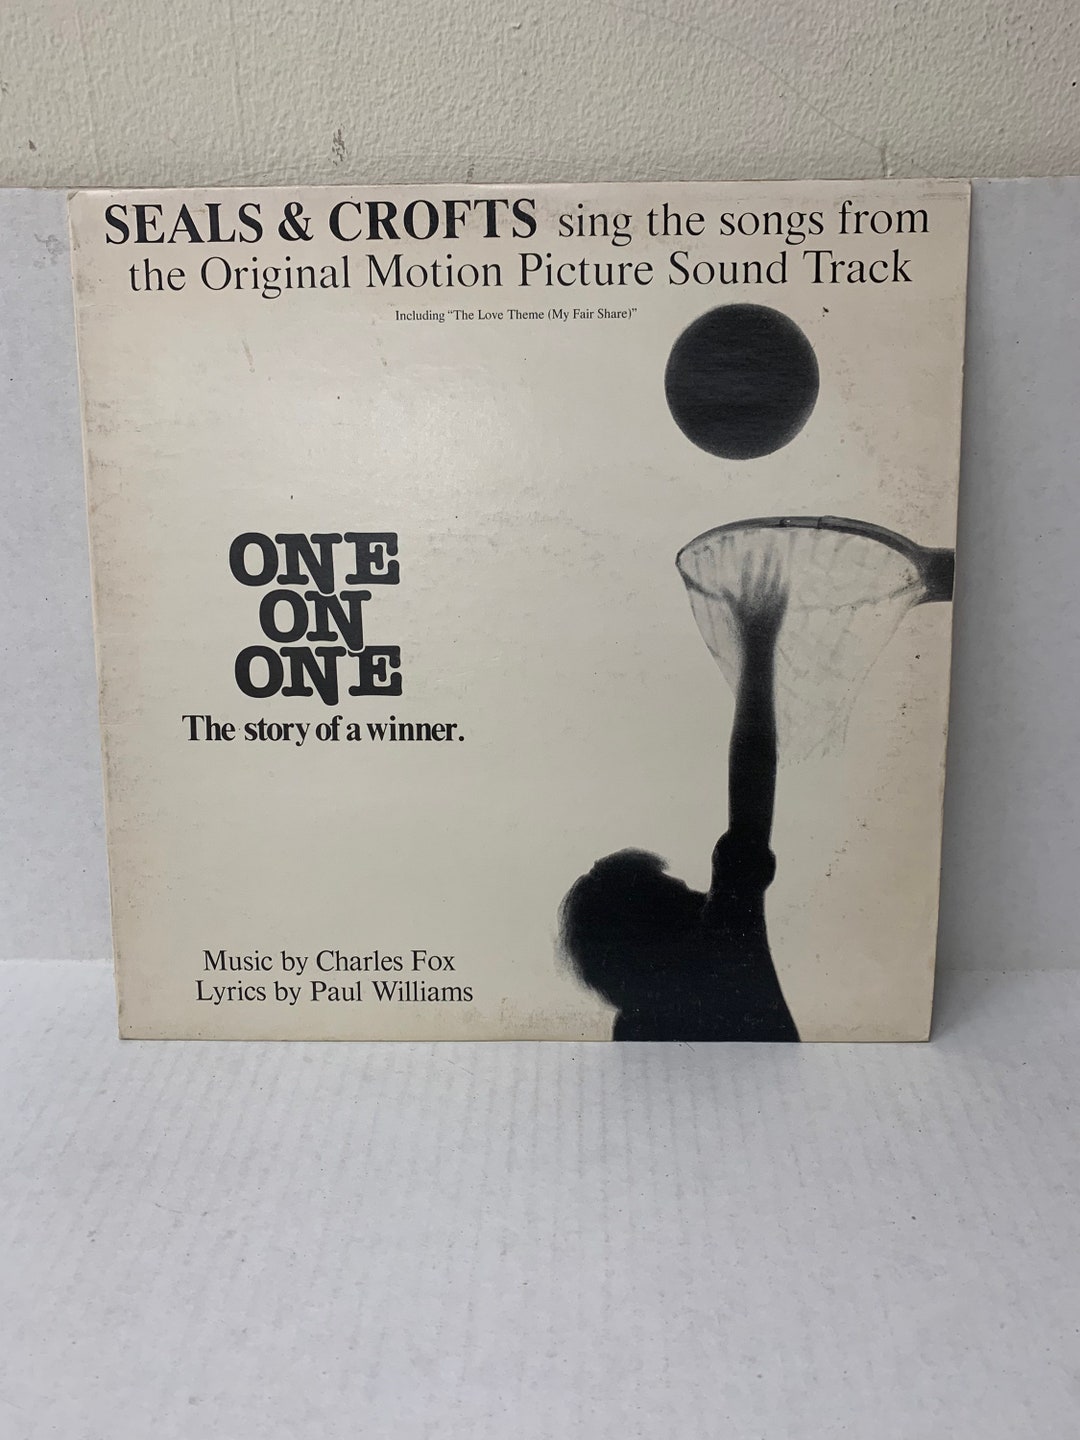 SEALS & CROFTS sing the songs from
the Original Motion Picture Sound Track
Including “The Love Theme (My Fair Share)”
ONE
ON
ONE
The story of a winner.
Music by Charles Fox
Lyrics by Paul Williams